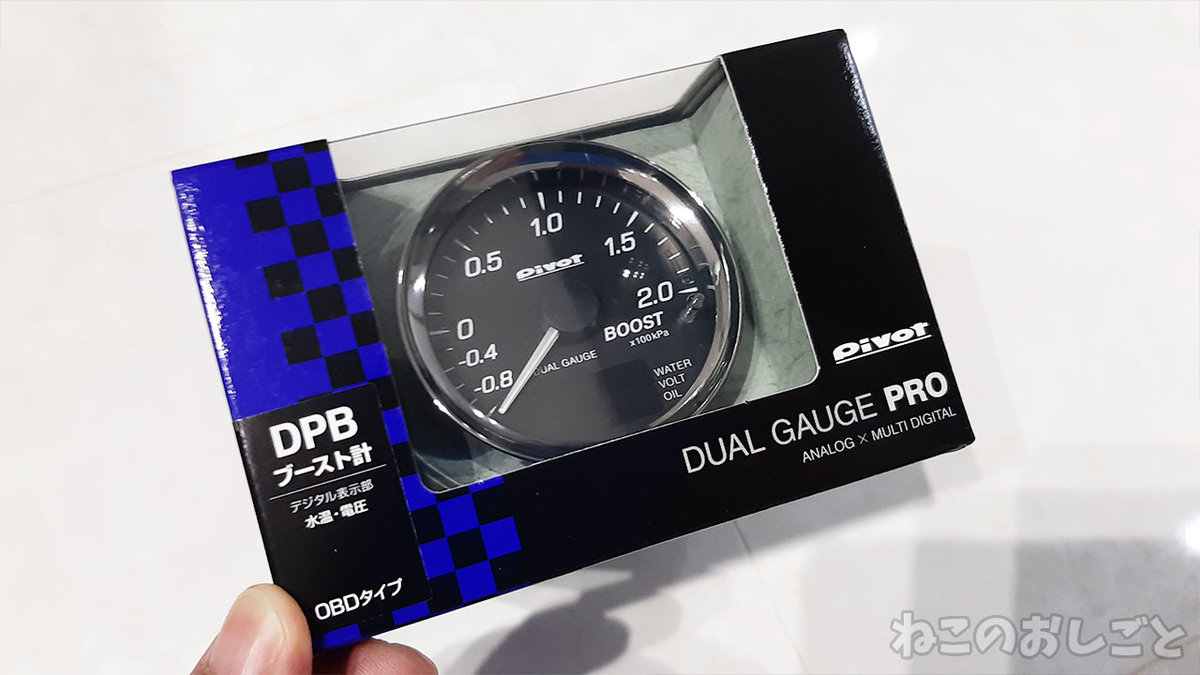 1.0
0.5
1.5
Pivot
2.0
0
BOOST
x100kPa
-0.4
DUAL GAUGE
-0.8
WATER
VOLT
OIL
Pivot
DUAL GAUGE PRO
ANALOG × MULTI DIGITAL
DPB
ブースト計
デジタル表示部
水温・電圧
OBDタイプ
ねこのおしごと